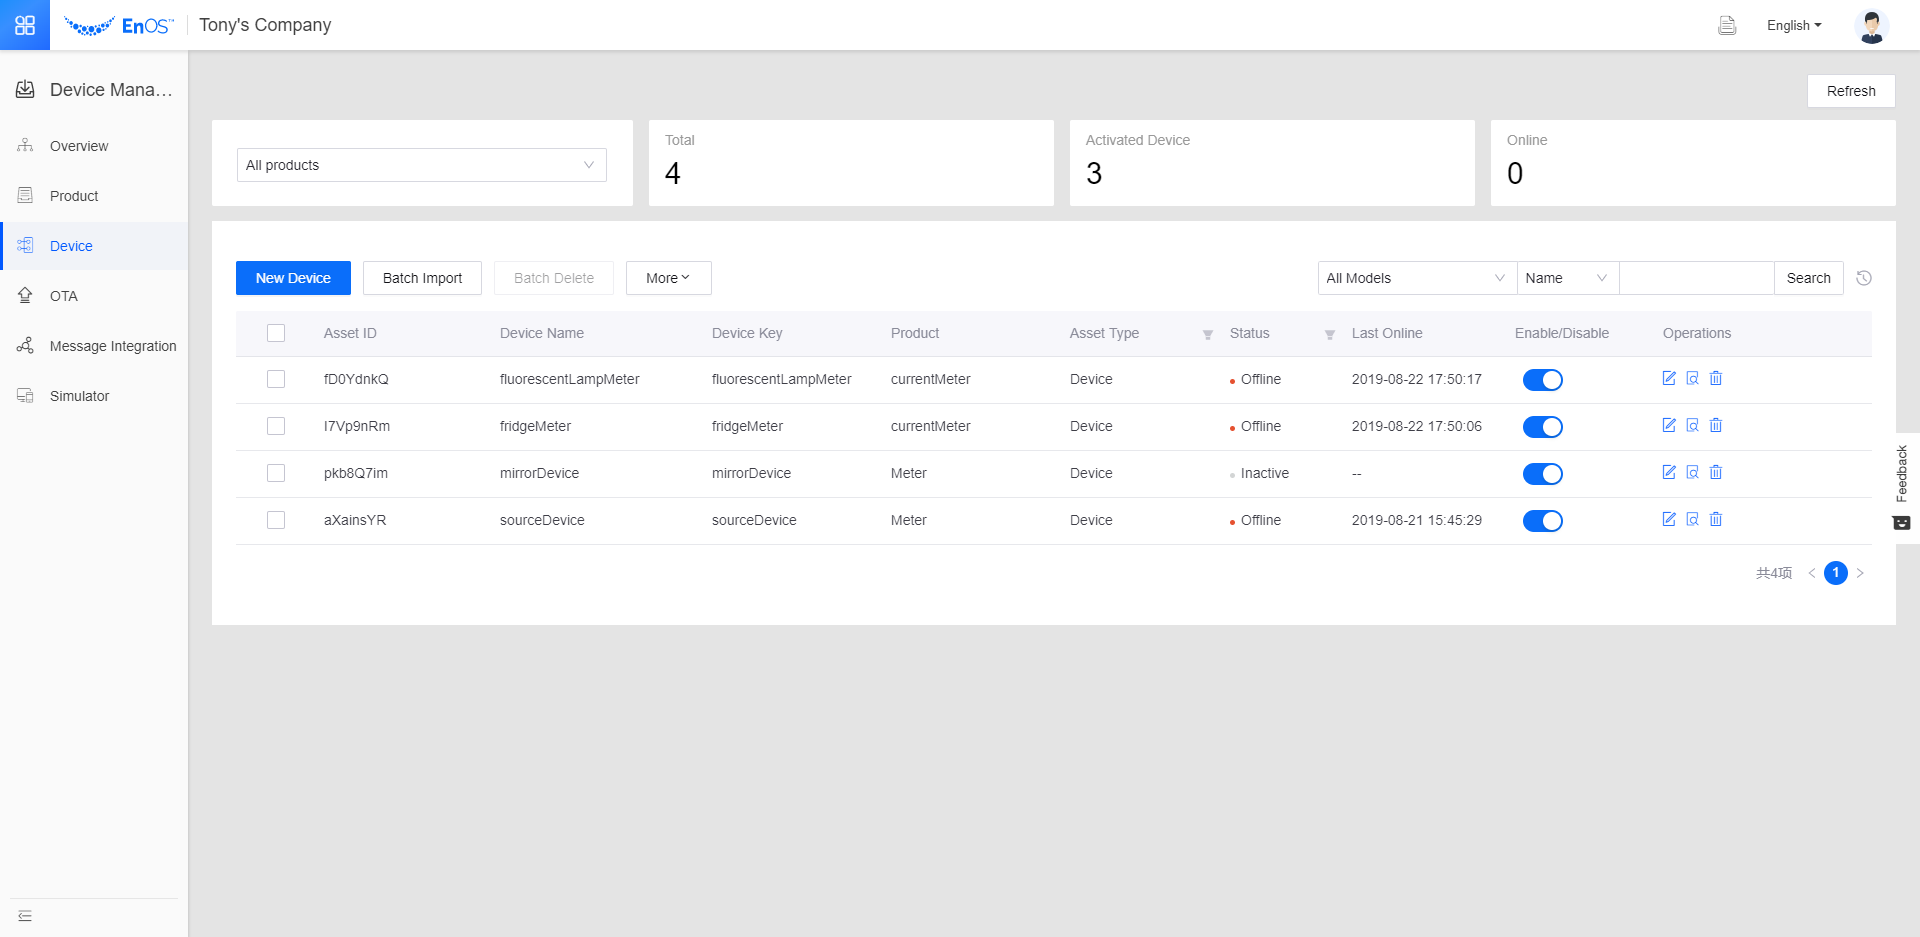 EnOS™ Tony's Company English
Device Mana...
Refresh
Overview
Product
Device
OTA
Message Integration
Simulator
All products
Total
4
Activated Device
3
Online
0
New Device Batch Import Batch Delete More All Models Name Search
Asset ID Device Name Device Key Product Asset Type Status Last Online Enable/Disable Operations
fD0YdnkQ fluorescentLampMeter fluorescentLampMeter currentMeter Device Offline 2019-08-22 17:50:17
I7Vp9nRm fridgeMeter fridgeMeter currentMeter Device Offline 2019-08-22 17:50:06
pkb8Q7im mirrorDevice mirrorDevice Meter Device Inactive --
aXainsYR sourceDevice sourceDevice Meter Device Offline 2019-08-21 15:45:29
共4项 < 1 >
Feedback